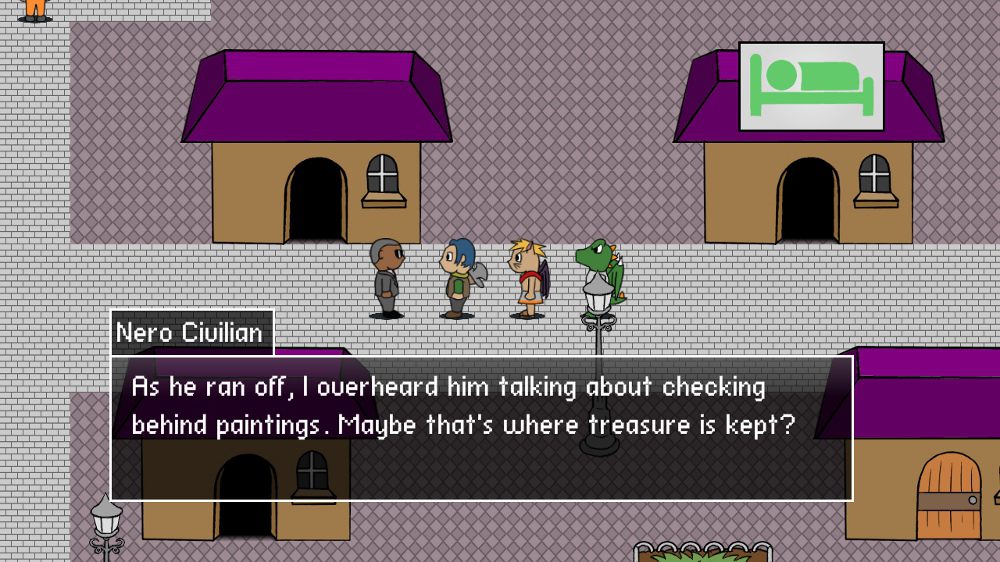 Nero Civilian
As he ran off, I overheard him talking about checking
behind paintings. Maybe that's where treasure is kept?